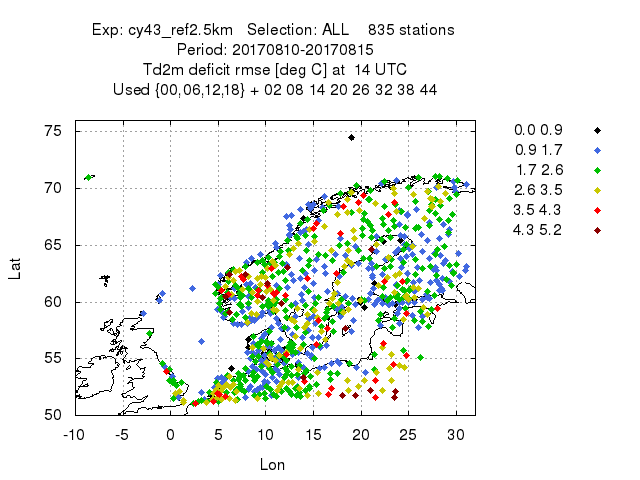 Exp: cy43_ref2.5km   Selection: ALL    835 stations
Period: 20170810-20170815
Td2m deficit rmse [deg C] at  14 UTC
Used {00,06,12,18} + 02 08 14 20 26 32 38 44
0.0 0.9
0.9 1.7
1.7 2.6
2.6 3.5
3.5 4.3
4.3 5.2
Lat
75
70
65
60
55
50
-10 -5 0 5 10 15 20 25 30
Lon